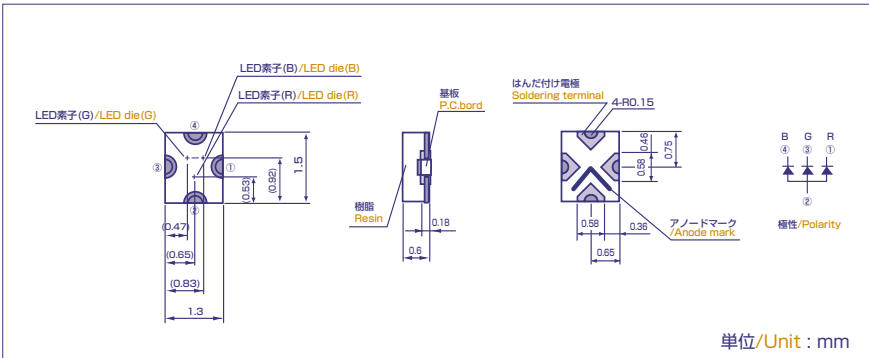 LED素子(B)/LED die(B)
LED素子(R)/LED die(R)
LED素子(G)/LED die(G)
④
③
①
②
1.5
(0.92)
(0.53)
(0.47)
(0.65)
(0.83)
1.3
基板
P.C.bord
樹脂
Resin
0.18
0.6
はんだ付け電極
Soldering terminal
4-R0.15
0.46
0.58
0.75
0.58
0.36
0.65
アノードマーク
/Anode mark
B G R
④ ③ ①
②
極性/Polarity
単位/Unit : mm